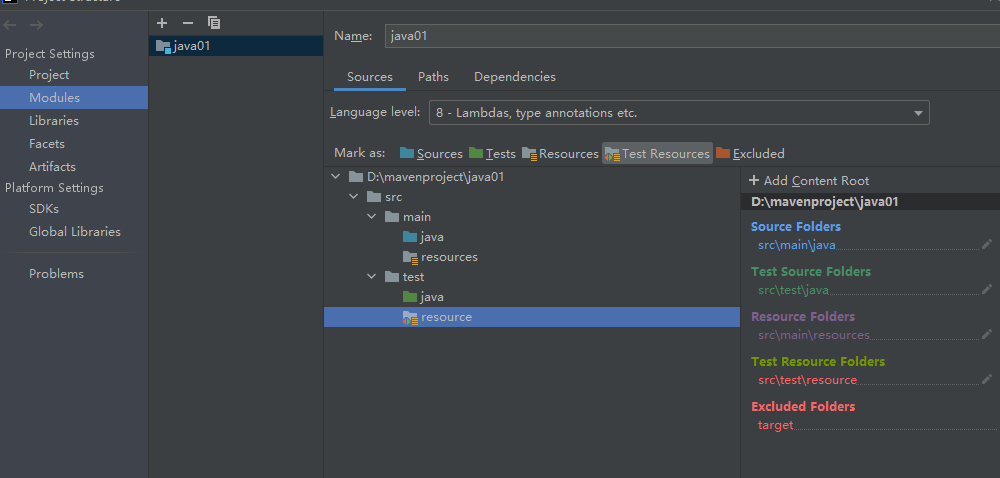 Project Settings
Project
Modules
Libraries
Facets
Artifacts
Platform Settings
SDKs
Global Libraries
Problems
java01
Name: java01
Sources Paths Dependencies
Language level: 8 - Lambdas, type annotations etc.
Mark as: Sources Tests Resources Test Resources Excluded
D:\mavenproject\java01
src
main
java
resources
test
java
resource
+ Add Content Root
D:\mavenproject\java01
Source Folders
src\main\java
Test Source Folders
src\test\java
Resource Folders
src\main\resources
Test Resource Folders
src\test\resource
Excluded Folders
target